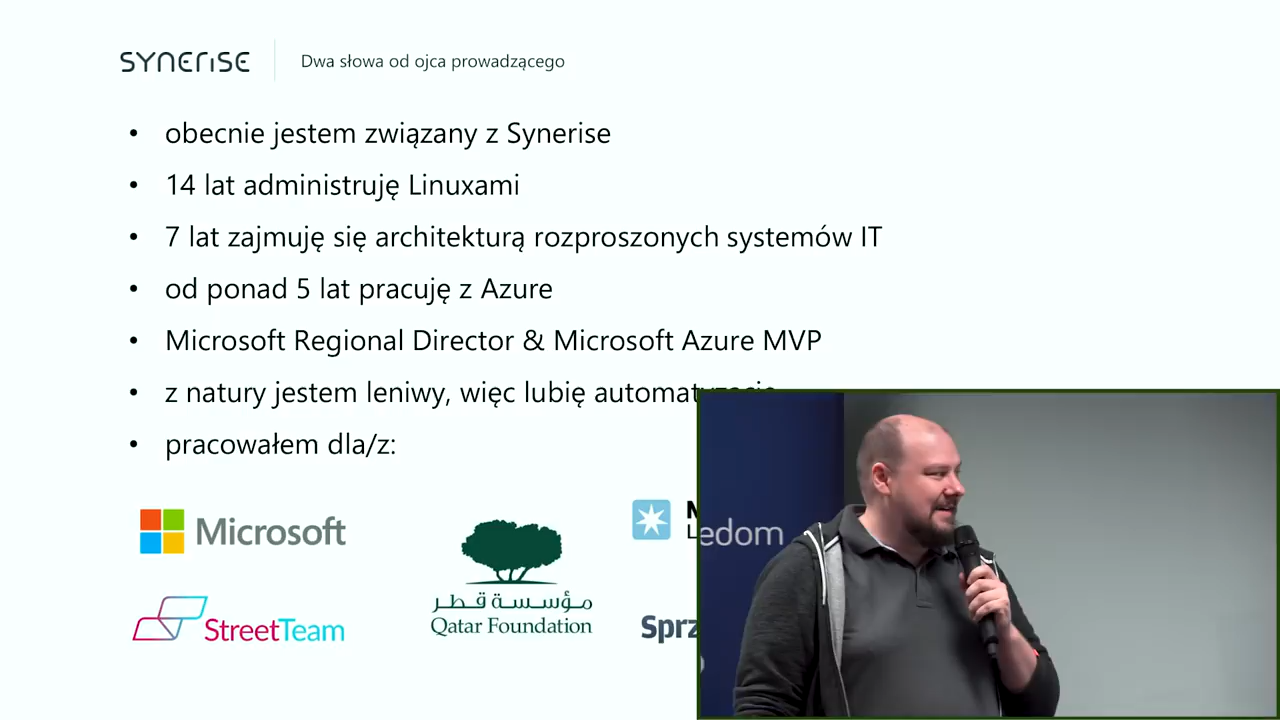 SYNERISE
Dwa słowa od ojca prowadzącego
• obecnie jestem związany z Synerise
• 14 lat administruję Linuxami
• 7 lat zajmuję się architekturą rozproszonych systemów IT
• od ponad 5 lat pracuję z Azure
• Microsoft Regional Director & Microsoft Azure MVP
• z natury jestem leniwy, więc lubię automatyzację
• pracowałem dla/z:
Microsoft
مؤسسة قطر
Qatar Foundation
StreetTeam
Sprz
edom